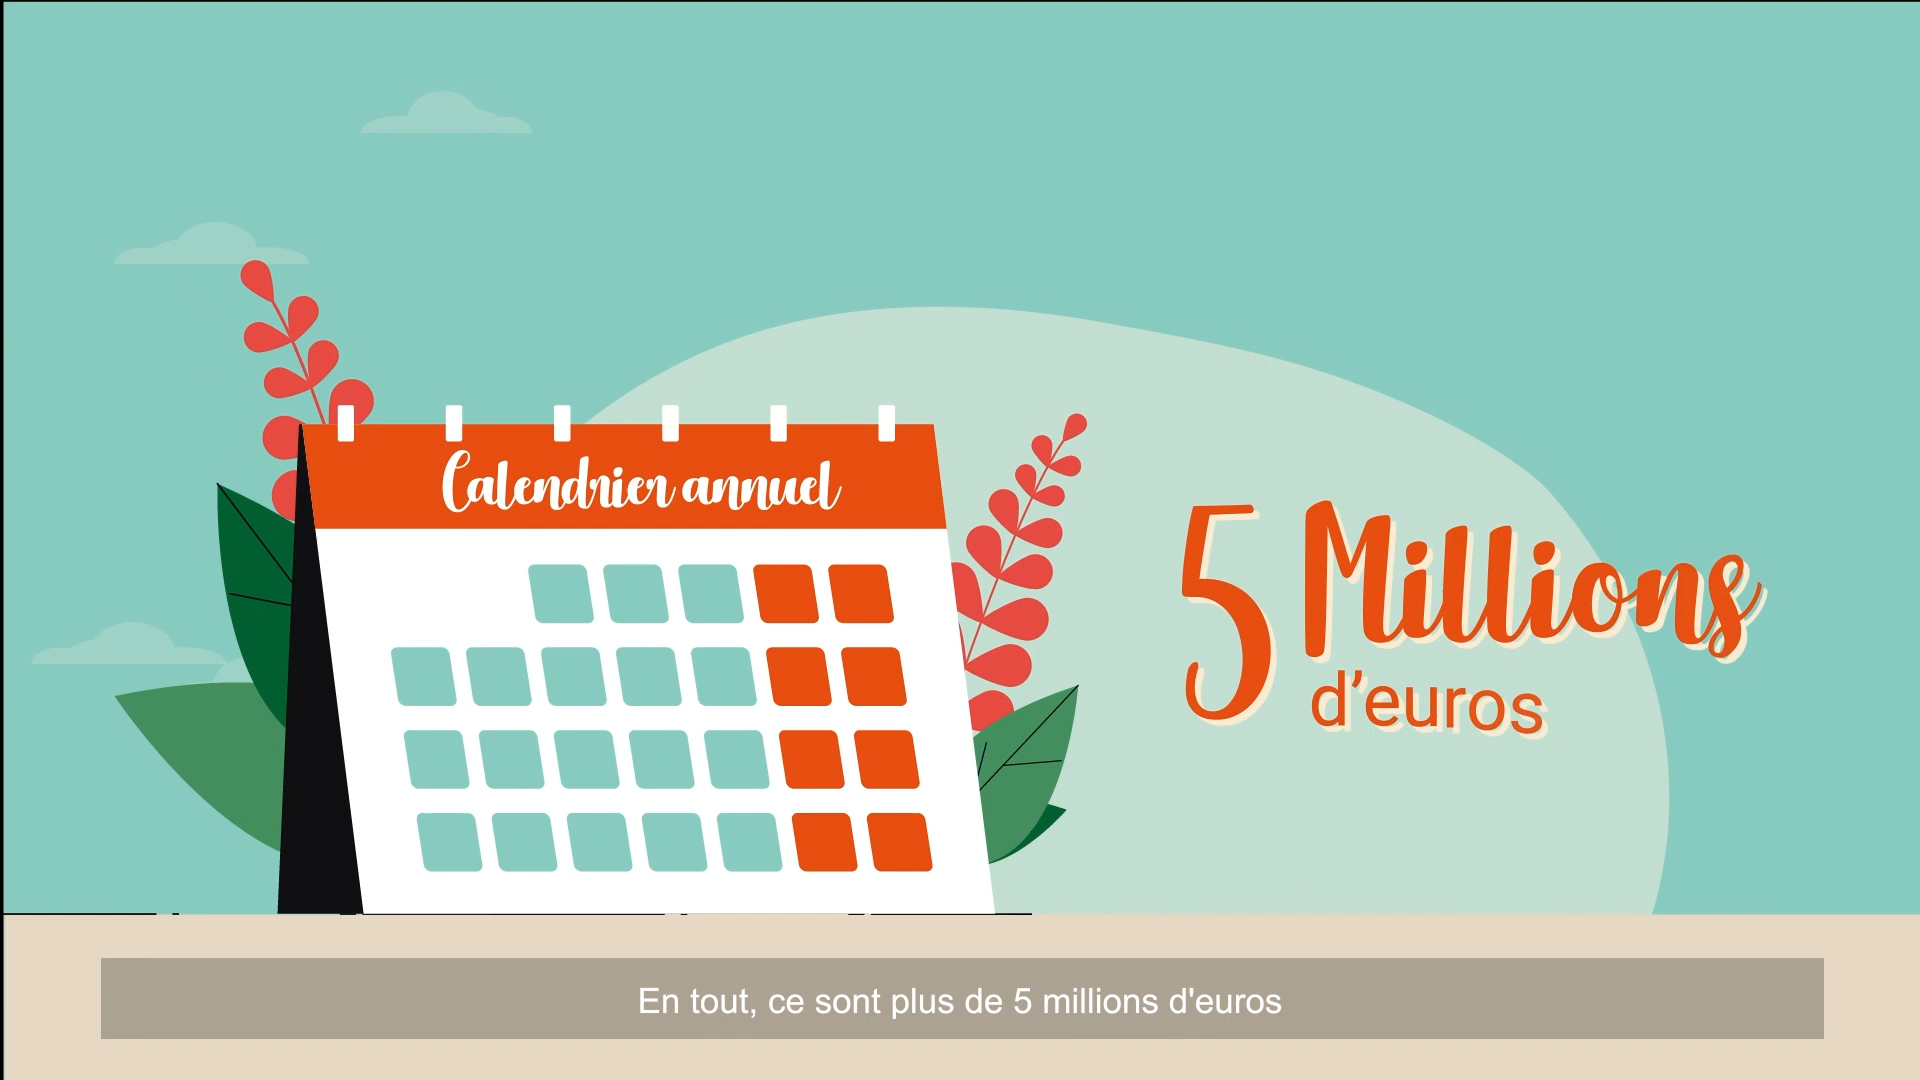 Calendrier annuel
5 Millions
d'euros
En tout, ce sont plus de 5 millions d'euros